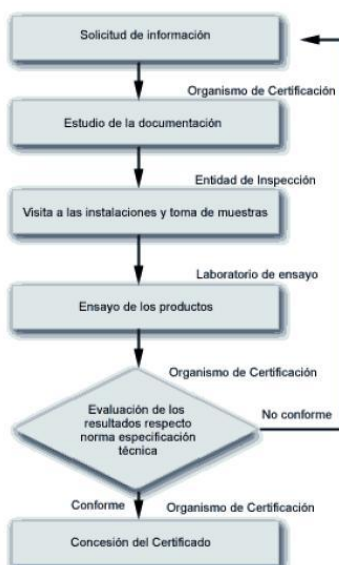 Solicitud de información
Organismo de Certificación
Estudio de la documentación
Entidad de Inspección
Visita a las instalaciones y toma de muestras
Laboratorio de ensayo
Ensayo de los productos
Organismo de Certificación
Evaluación de los
resultados respecto
norma especificación
técnica
No conforme
Conforme
Organismo de Certificación
Concesión del Certificado